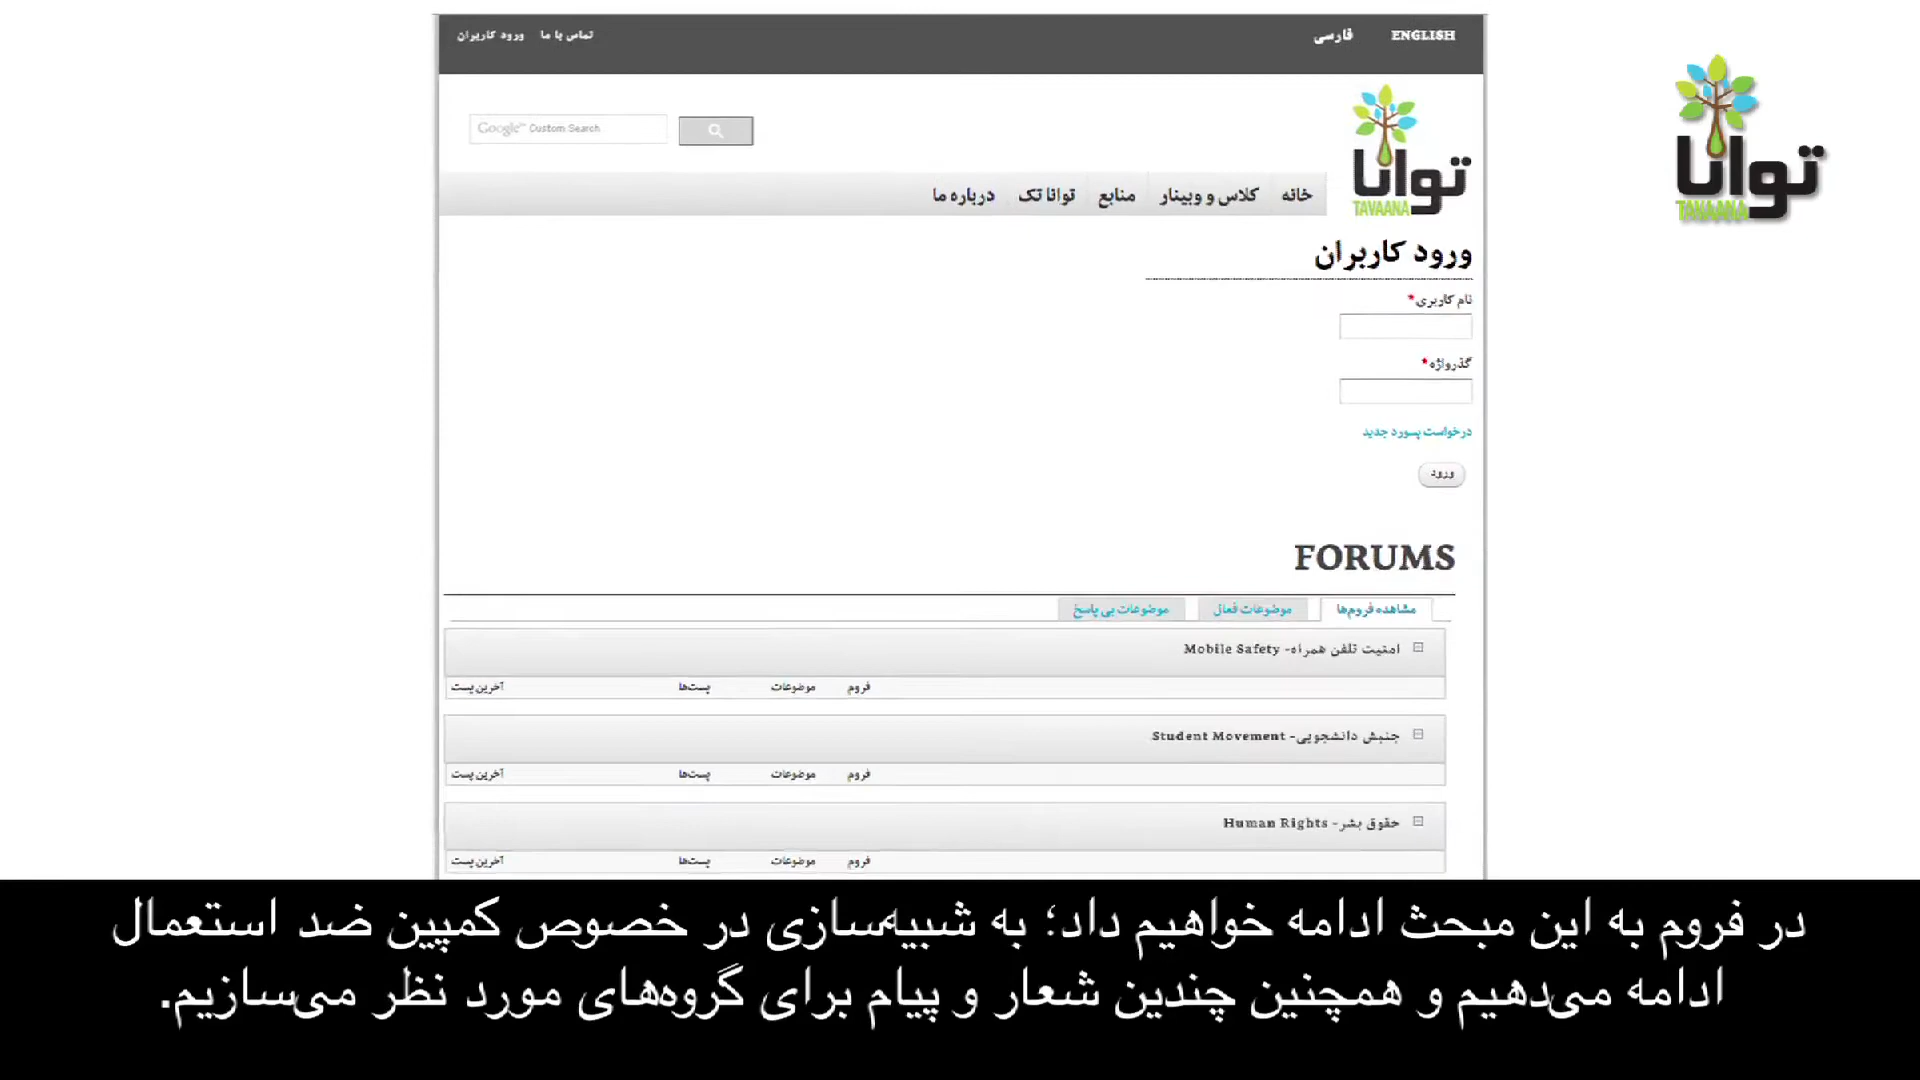 تماس با ما ورود کاربران
ENGLISH فارسی
توانا
TAVAANA
توانا
TAVAANA
Google™ Custom Search
خانه کلاس و وبینار منابع توانا تک درباره ما
ورود کاربران
نام کاربری*
گذرواژه*
درخواست پسورد جدید
ورود
FORUMS
مشاهده فروم‌ها موضوعات فعال موضوعات بی پاسخ
امنیت تلفن همراه- Mobile Safety
فروم موضوعات پست‌ها آخرین پست
جنبش دانشجویی- Student Movement
فروم موضوعات پست‌ها آخرین پست
حقوق بشر- Human Rights
فروم موضوعات پست‌ها آخرین پست
در فروم به این مبحث ادامه خواهیم داد؛ به شبیه‌سازی در خصوص کمپین ضد استعمال
ادامه می‌دهیم و همچنین چندین شعار و پیام برای گروه‌های مورد نظر می‌سازیم.